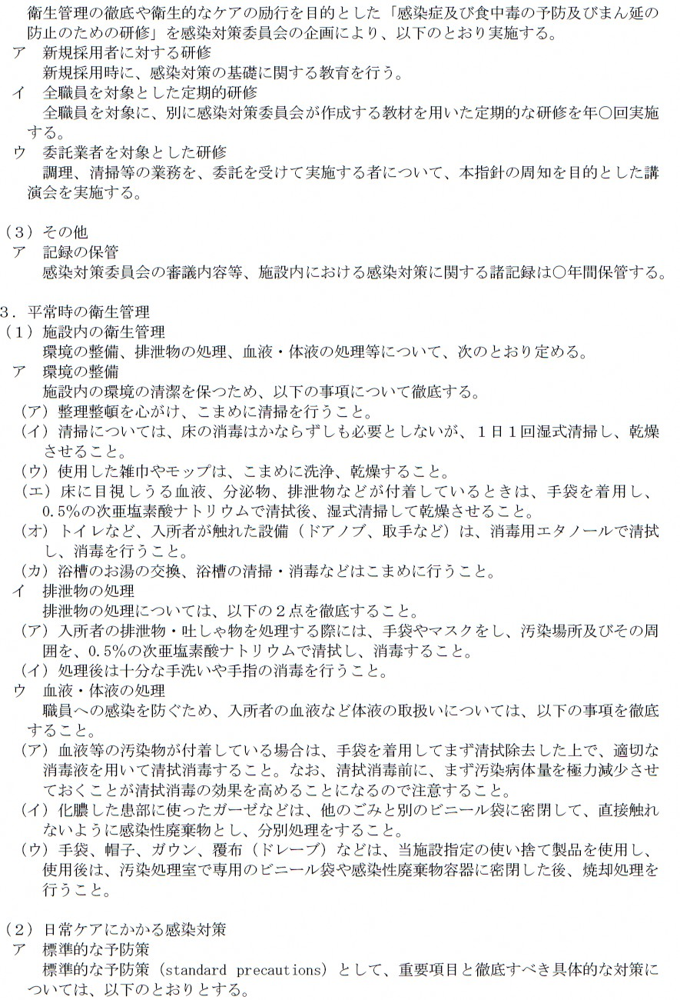 衛生管理の徹底や衛生的なケアの励行を目的とした「感染症及び食中毒の予防及びまん延の
防止のための研修」を感染対策委員会の企画により、以下のとおり実施する。
ア　新規採用者に対する研修
新規採用時に、感染対策の基礎に関する教育を行う。
イ　全職員を対象とした定期的研修
全職員を対象に、別に感染対策委員会が作成する教材を用いた定期的な研修を年〇回実施
する。
ウ　委託業者を対象とした研修
調理、清掃等の業務を、委託を受けて実施する者について、本指針の周知を目的とした講
演会を実施する。
（３）その他
ア　記録の保管
感染対策委員会の審議内容等、施設内における感染対策に関する諸記録は〇年間保管する。
３．平常時の衛生管理
（１）施設内の衛生管理
環境の整備、排泄物の処理、血液・体液の処理等について、次のとおり定める。
ア　環境の整備
施設内の環境の清潔を保つため、以下の事項について徹底する。
（ア）整理整頓を心がけ、こまめに清掃を行うこと。
（イ）清掃については、床の消毒はかならずしも必要としないが、１日１回湿式清掃し、乾燥
させること。
（ウ）使用した雑巾やモップは、こまめに洗浄、乾燥すること。
（エ）床に目視しうる血液、分泌物、排泄物などが付着しているときは、手袋を着用し、
0.5％の次亜塩素酸ナトリウムで清拭後、湿式清掃して乾燥させること。
（オ）トイレなど、入所者が触れた設備（ドアノブ、取手など）は、消毒用エタノールで清拭
し、消毒を行うこと。
（カ）浴槽のお湯の交換、浴槽の清掃・消毒などはこまめに行うこと。
イ　排泄物の処理
排泄物の処理については、以下の２点を徹底すること。
（ア）入所者の排泄物・吐しゃ物を処理する際には、手袋やマスクをし、汚染場所及びその周
囲を、0.5％の次亜塩素酸ナトリウムで清拭し、消毒すること。
（イ）処理後は十分な手洗いや手指の消毒を行うこと。
ウ　血液・体液の処理
職員への感染を防ぐため、入所者の血液など体液の取扱いについては、以下の事項を徹底
すること。
（ア）血液等の汚染物が付着している場合は、手袋を着用してまず清拭除去した上で、適切な
消毒液を用いて清拭消毒すること。なお、清拭消毒前に、まず汚染病体量を極力減少させ
ておくことが清拭消毒の効果を高めることになるので注意すること。
（イ）化膿した患部に使ったガーゼなどは、他のごみと別のビニール袋に密閉して、直接触れ
ないように感染性廃棄物とし、分別処理をすること。
（ウ）手袋、帽子、ガウン、覆布（ドレープ）などは、当施設指定の使い捨て製品を使用し、
使用後は、汚染処理室で専用のビニール袋や感染性廃棄物容器に密閉した後、焼却処理を
行うこと。
（２）日常ケアにかかる感染対策
ア　標準的な予防策
標準的な予防策（standard precautions）として、重要項目と徹底すべき具体的な対策に
ついては、以下のとおりとする。